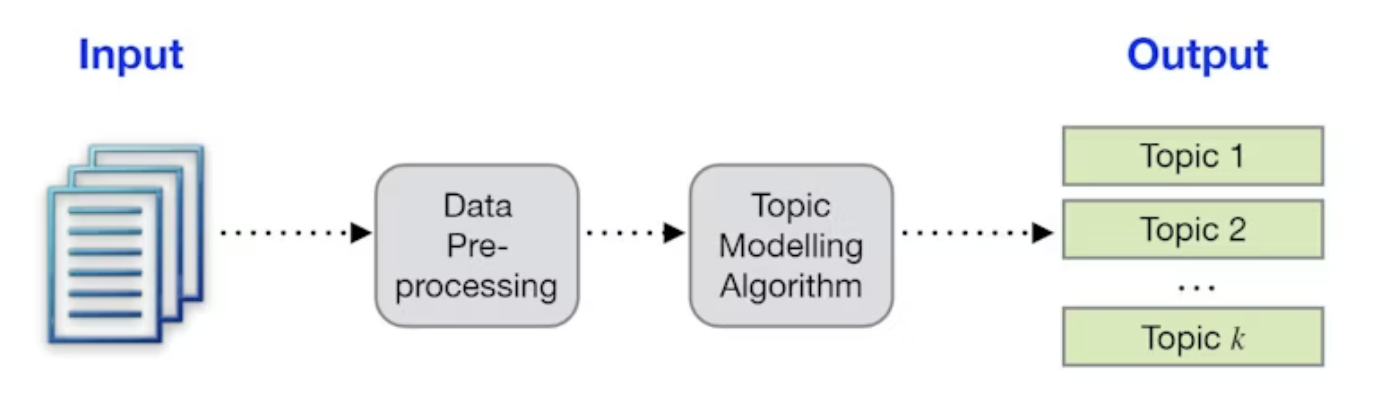 Input
Output
Data
Pre-
processing
Topic
Modelling
Algorithm
Topic 1
Topic 2
...
Topic k